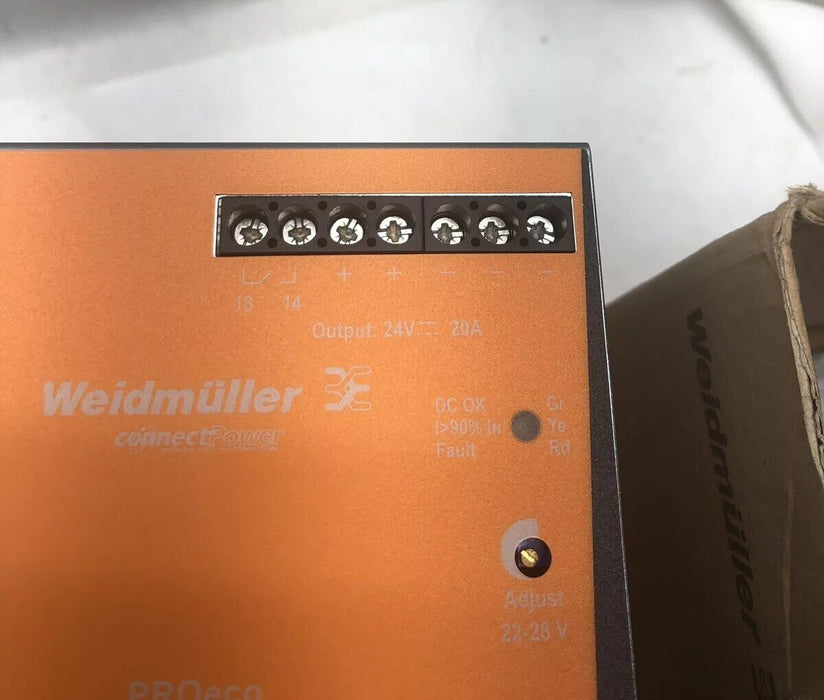 + + - - -
13 14
Output: 24V 20A
Weidmüller
connectPower
DC OK Gr
I>90% In Ye
Fault Rd
Adjust
22-28 V
PROeco
Weidmüller